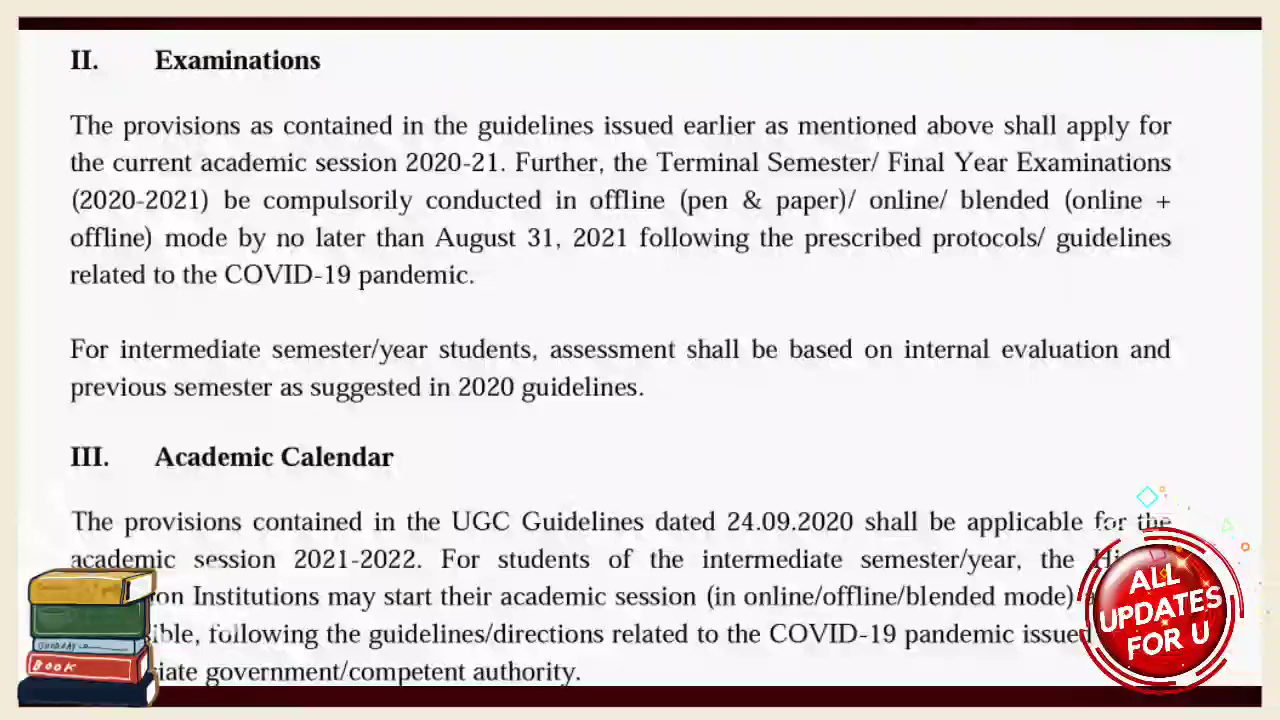 II. Examinations
The provisions as contained in the guidelines issued earlier as mentioned above shall apply for
the current academic session 2020-21. Further, the Terminal Semester/ Final Year Examinations
(2020-2021) be compulsorily conducted in offline (pen & paper)/ online/ blended (online +
offline) mode by no later than August 31, 2021 following the prescribed protocols/ guidelines
related to the COVID-19 pandemic.
For intermediate semester/year students, assessment shall be based on internal evaluation and
previous semester as suggested in 2020 guidelines.
III. Academic Calendar
The provisions contained in the UGC Guidelines dated 24.09.2020 shall be applicable for the
academic session 2021-2022. For students of the intermediate semester/year, the
Institutions may start their academic session (in online/offline/blended mode)
following the guidelines/directions related to the COVID-19 pandemic issued
government/competent authority.
BOOK
ALL
UPDATES
FOR U